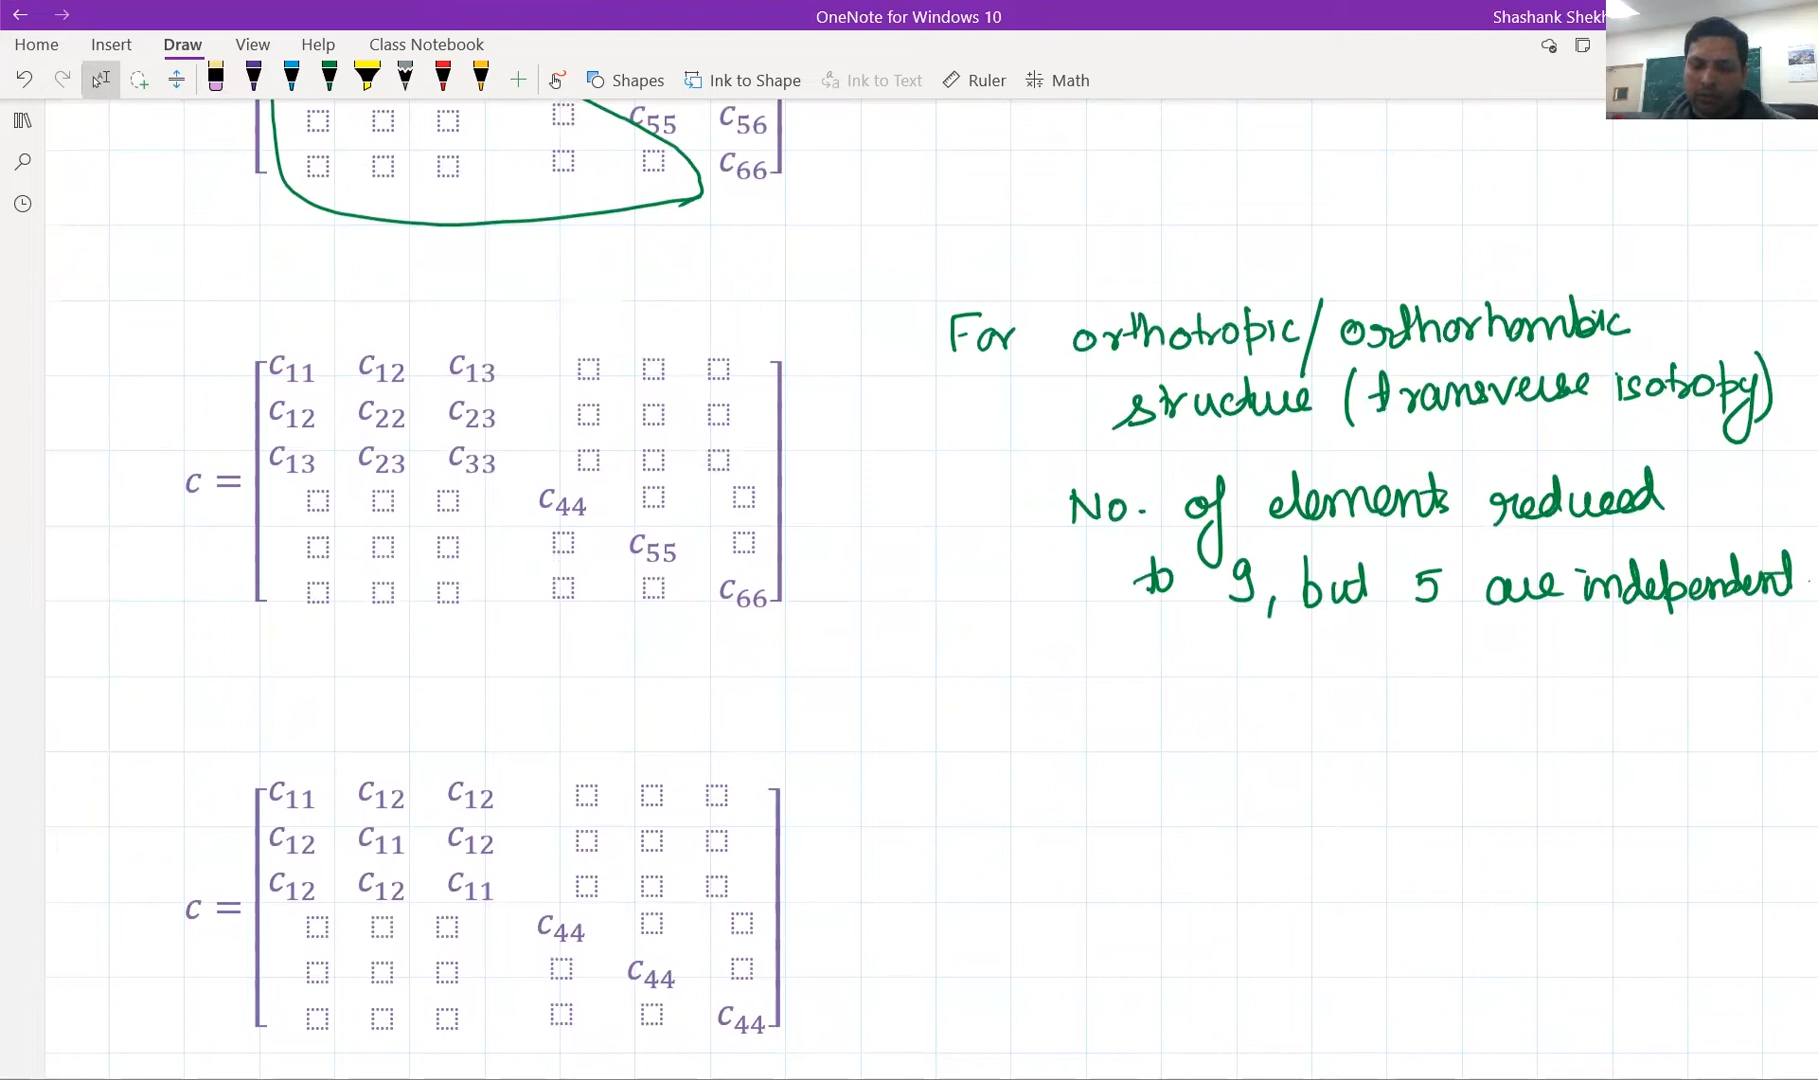 OneNote for Windows 10
Shashank Shekh
Home Insert Draw View Help Class Notebook
Shapes Ink to Shape Ink to Text Ruler Math
c55 c56
c66
For orthotropic/orthorhombic
structure (transverse isotropy)
No. of elements reduced
to 9, but 5 are independent.
c11 c12 c13
c12 c22 c23
c13 c23 c33
c =
c44
c55
c66
c11 c12 c12
c12 c11 c12
c12 c12 c11
c =
c44
c44
c44